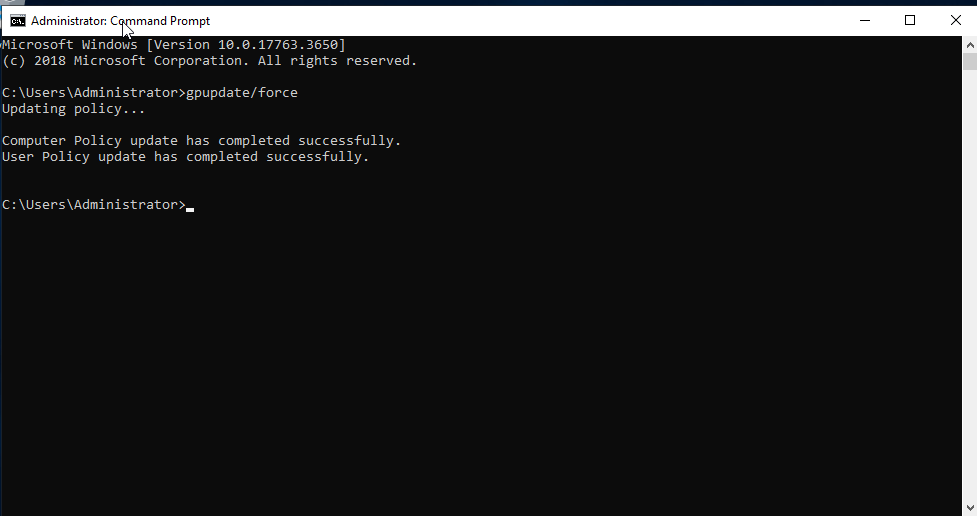 Administrator: Command Prompt
Microsoft Windows [Version 10.0.17763.3650]
(c) 2018 Microsoft Corporation. All rights reserved.
C:\Users\Administrator>gpupdate/force
Updating policy...
Computer Policy update has completed successfully.
User Policy update has completed successfully.
C:\Users\Administrator>